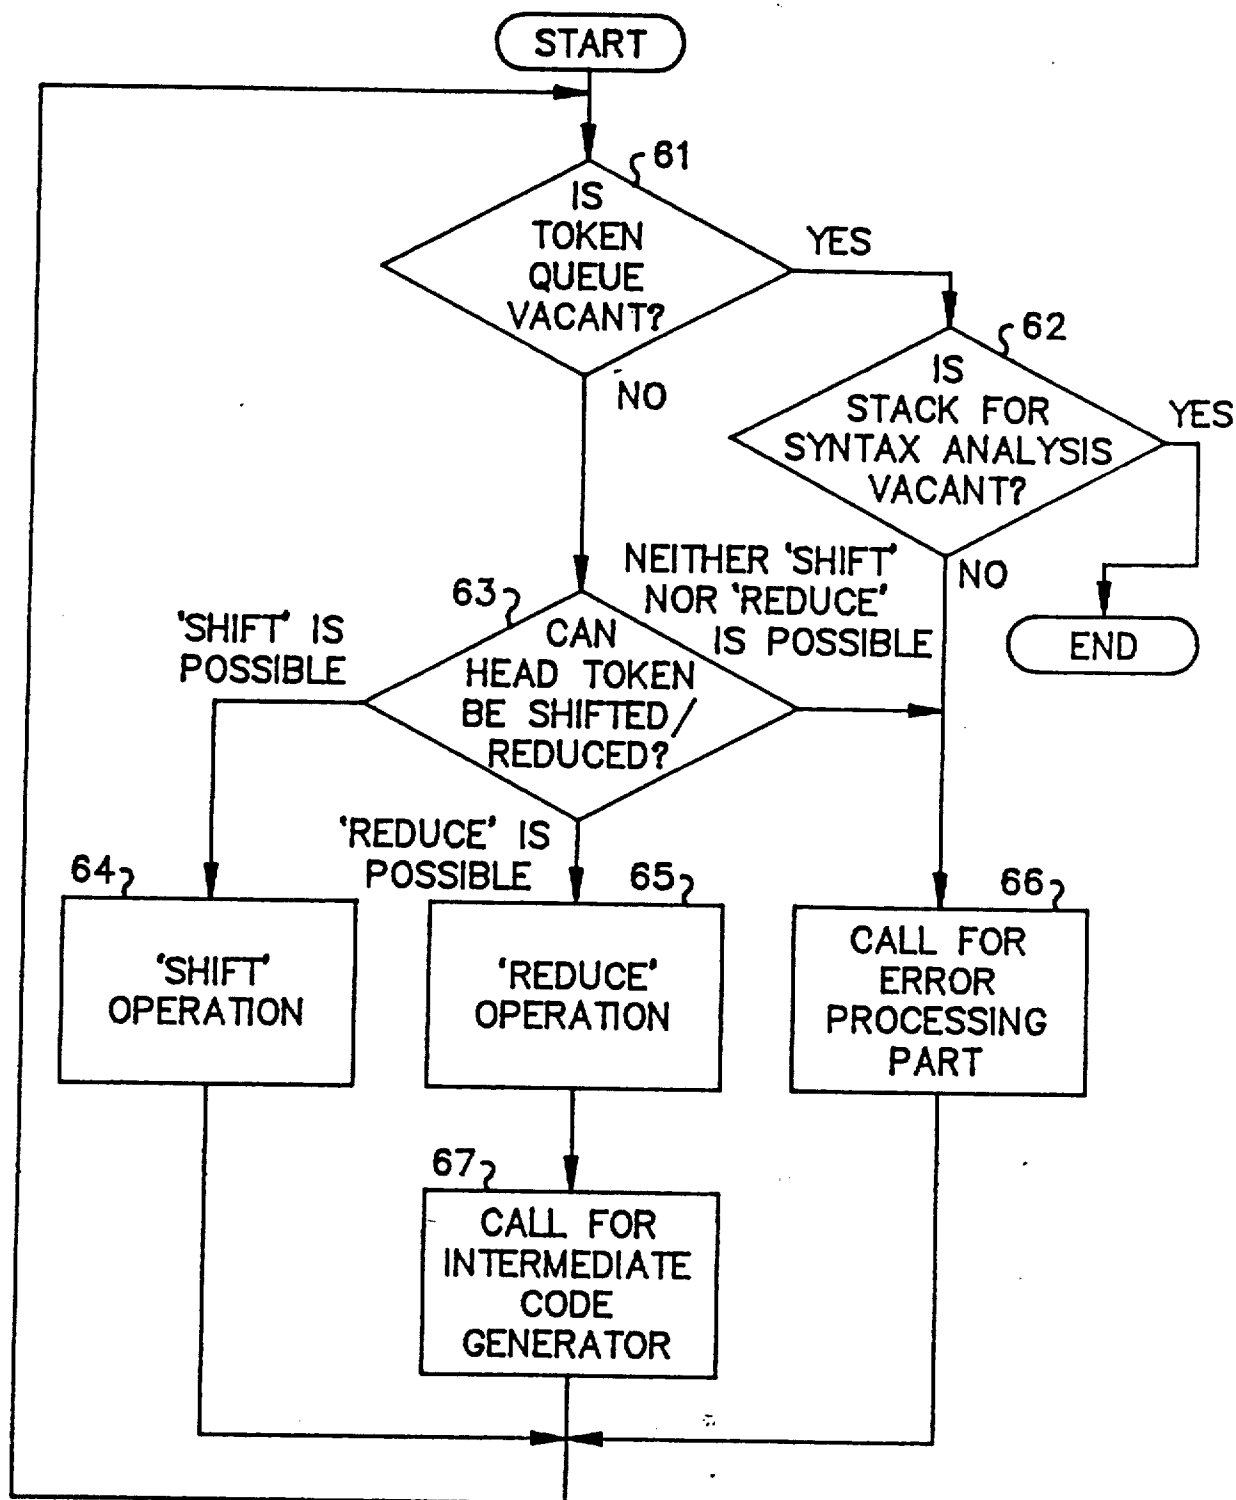 START
61
IS
TOKEN
QUEUE
VACANT?
YES
NO
62
IS
STACK FOR
SYNTAX ANALYSIS
VACANT?
YES
NO
END
63
CAN
HEAD TOKEN
BE SHIFTED/
REDUCED?
'SHIFT' IS
POSSIBLE
NEITHER 'SHIFT'
NOR 'REDUCE'
IS POSSIBLE
'REDUCE' IS
POSSIBLE
64
'SHIFT'
OPERATION
65
'REDUCE'
OPERATION
66
CALL FOR
ERROR
PROCESSING
PART
67
CALL FOR
INTERMEDIATE
CODE
GENERATOR